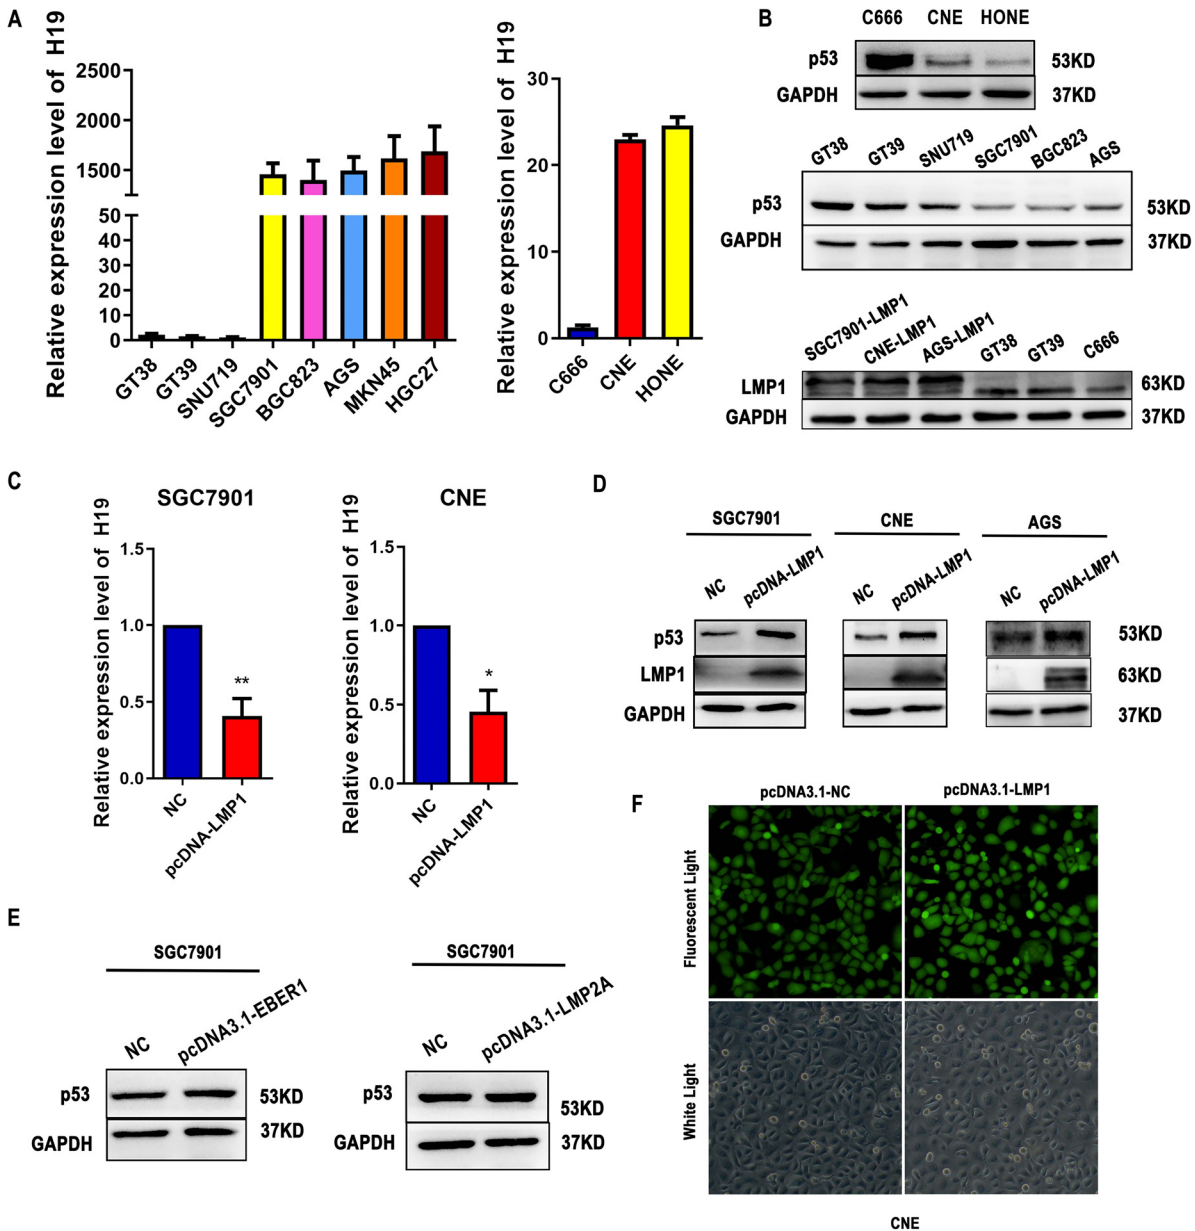 A
Relative expression level of H19
2500
2000
1500
50
40
30
20
10
0
GT38
GT39
SNU719
SGC7901
BGC823
AGS
MKN45
HGC27
Relative expression level of H19
30
20
10
0
C666
CNE
HONE
B
C666 CNE HONE
p53 53KD
GAPDH 37KD
GT38 GT39 SNU719 SGC7901 BGC823 AGS
p53 53KD
GAPDH 37KD
SGC7901-LMP1 CNE-LMP1 AGS-LMP1 GT38 GT39 C666
LMP1 63KD
GAPDH 37KD
C
SGC7901
Relative expression level of H19
1.5
1.0
0.5
0.0
**
NC
pcDNA-LMP1
CNE
Relative expression level of H19
1.5
1.0
0.5
0.0
*
NC
pcDNA-LMP1
D
SGC7901 CNE AGS
NC pcDNA-LMP1 NC pcDNA-LMP1 NC pcDNA-LMP1
p53 53KD
LMP1 63KD
GAPDH 37KD
E
SGC7901
NC pcDNA3.1-EBER1
p53 53KD
GAPDH 37KD
SGC7901
NC pcDNA3.1-LMP2A
p53 53KD
GAPDH 37KD
F
pcDNA3.1-NC pcDNA3.1-LMP1
Fluorescent Light
White Light
CNE